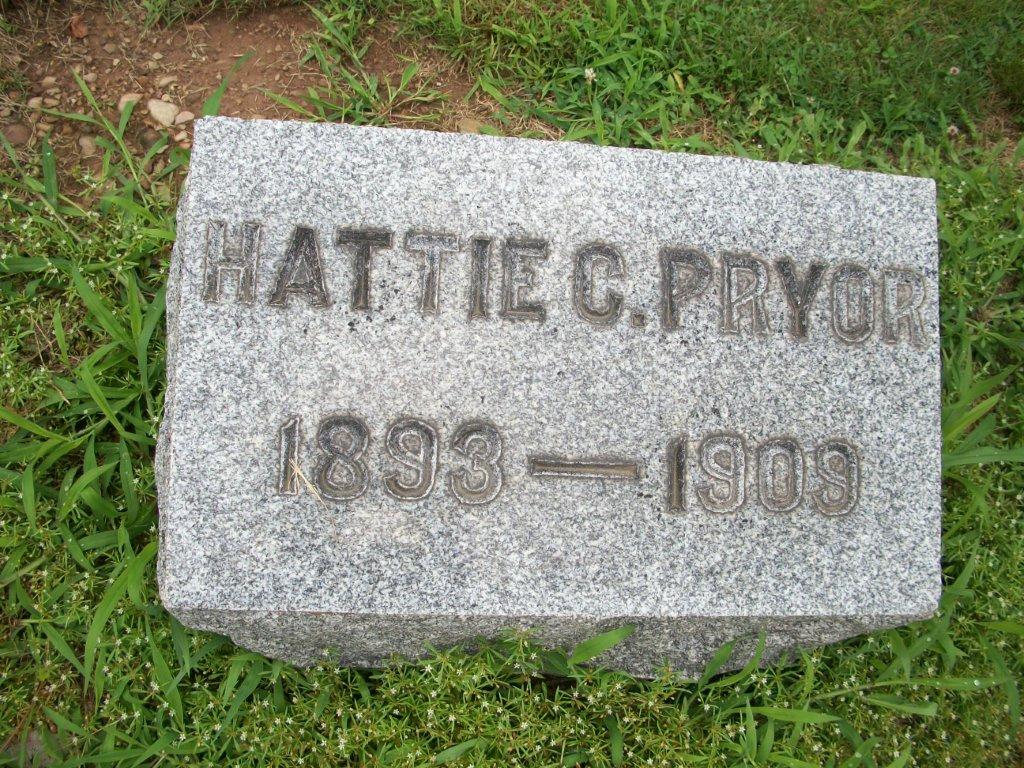 HATTIE C. PRYOR
1893 — 1909